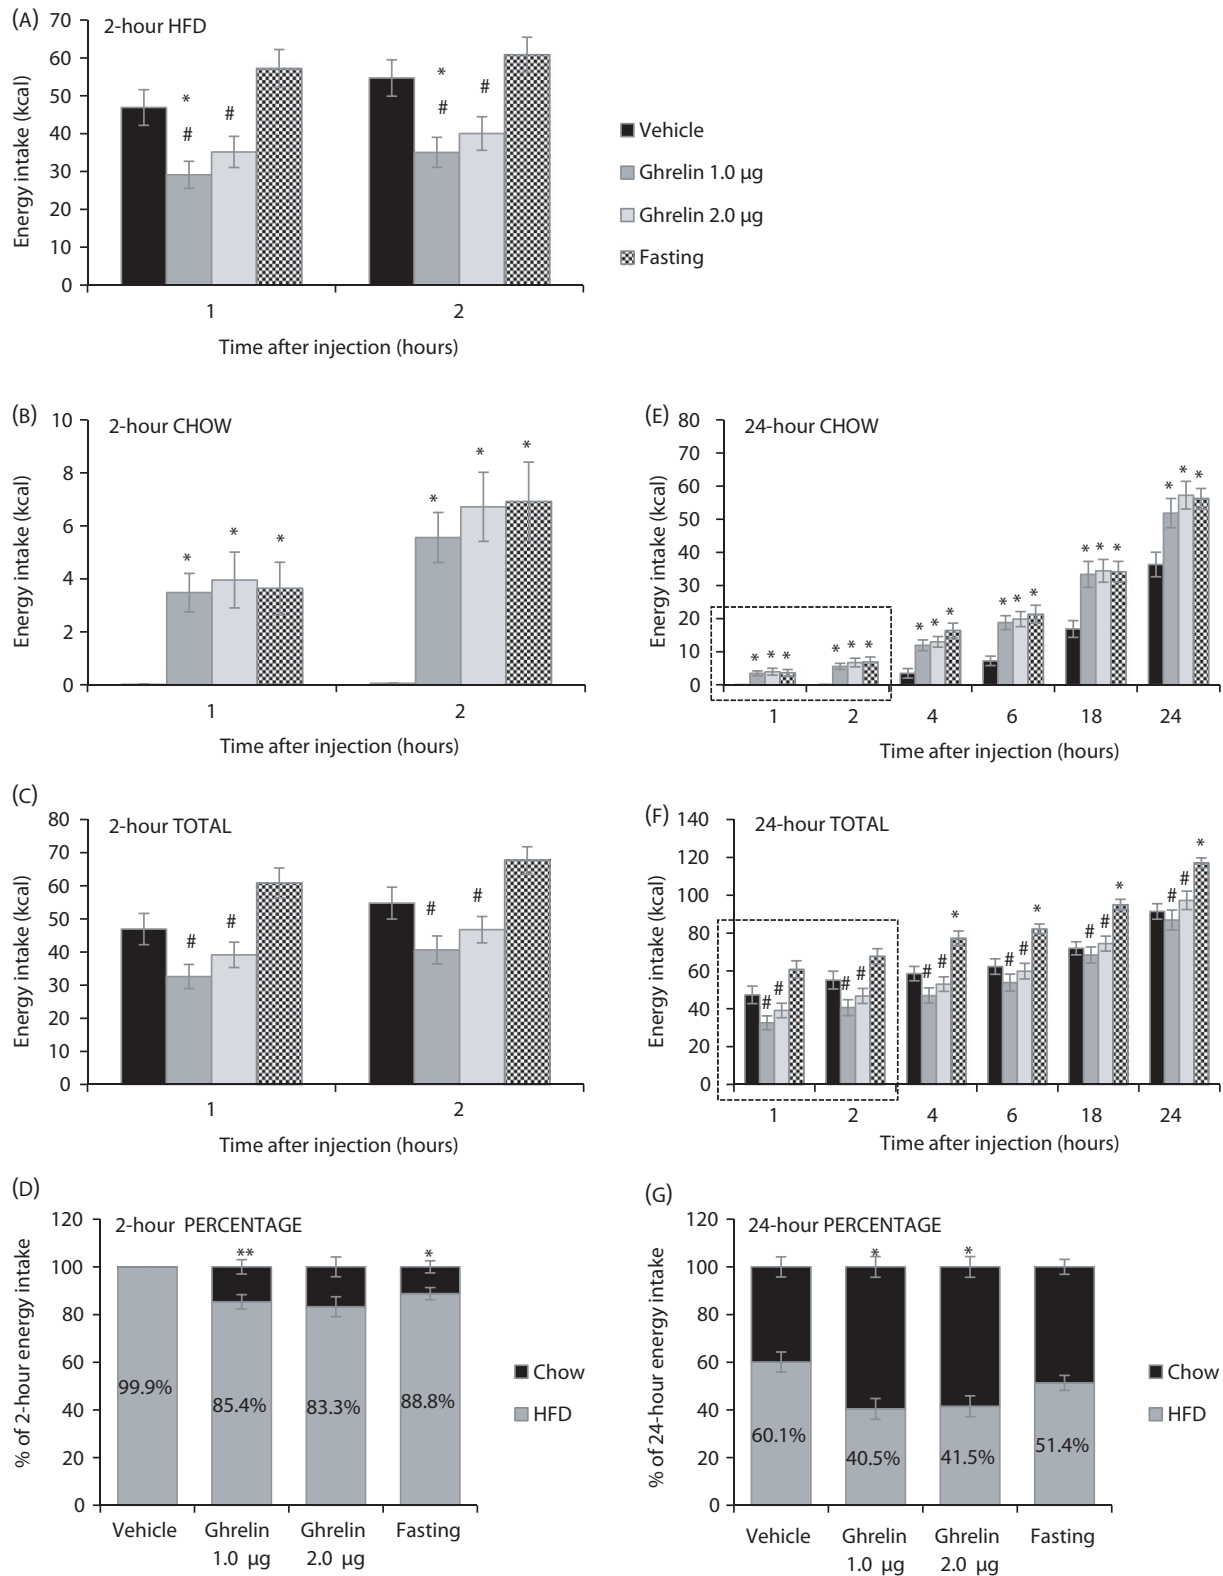 (A)
2-hour HFD
Energy intake (kcal)
70
60
50
40
30
20
10
0
*
#
#
*
#
#
1
2
Time after injection (hours)
Vehicle
Ghrelin 1.0 µg
Ghrelin 2.0 µg
Fasting
(B)
2-hour CHOW
Energy intake (kcal)
10
8
6
4
2
0
* * *
* * *
1
2
Time after injection (hours)
(E)
24-hour CHOW
Energy intake (kcal)
80
70
60
50
40
30
20
10
0
* * *
* * *
* * *
* * *
* * *
* * *
1
2
4
6
18
24
Time after injection (hours)
(C)
2-hour TOTAL
Energy intake (kcal)
80
70
60
50
40
30
20
10
0
# #
# #
1
2
Time after injection (hours)
(F)
24-hour TOTAL
Energy intake (kcal)
140
120
100
80
60
40
20
0
# #
# #
# # *
# # *
# # *
# # *
1
2
4
6
18
24
Time after injection (hours)
(D)
2-hour PERCENTAGE
% of 2-hour energy intake
120
100
80
60
40
20
0
**
*
99.9%
85.4%
83.3%
88.8%
Vehicle
Ghrelin
1.0 µg
Ghrelin
2.0 µg
Fasting
Chow
HFD
(G)
24-hour PERCENTAGE
% of 24-hour energy intake
120
100
80
60
40
20
0
*
*
60.1%
40.5%
41.5%
51.4%
Vehicle
Ghrelin
1.0 µg
Ghrelin
2.0 µg
Fasting
Chow
HFD